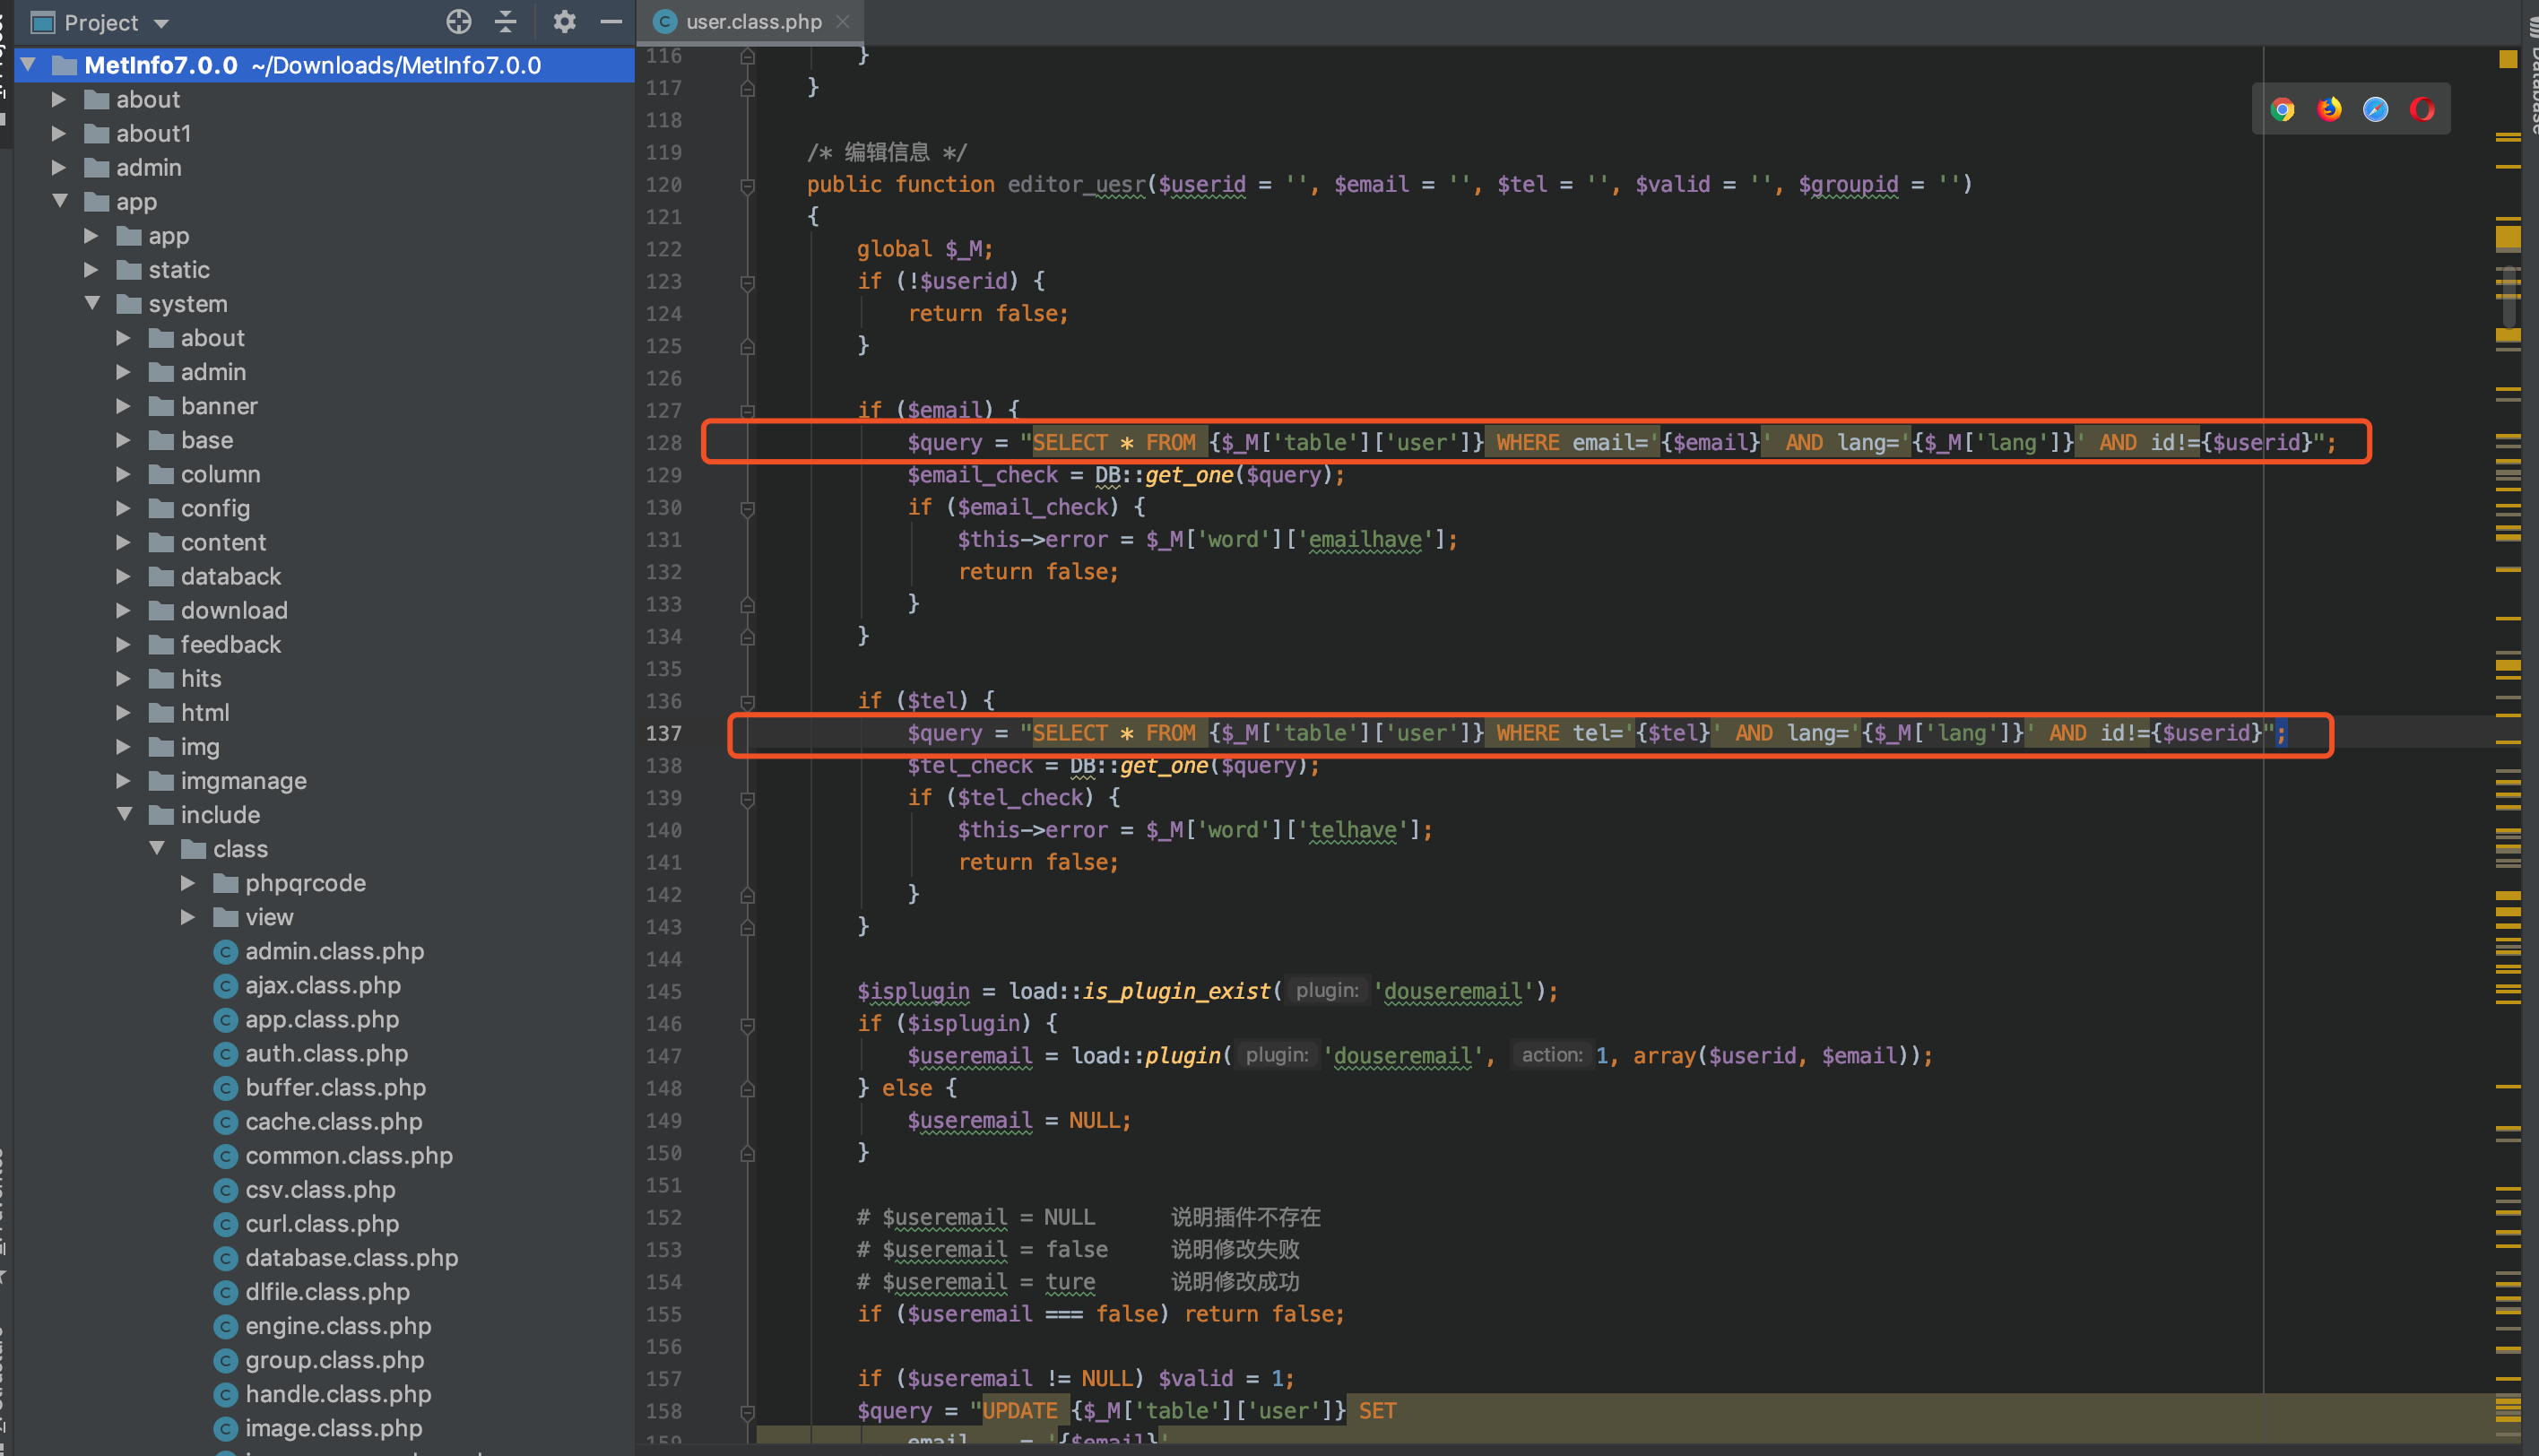 Project
MetInfo7.0.0 ~/Downloads/MetInfo7.0.0
about
about1
admin
app
app
static
system
about
admin
banner
base
column
config
content
databack
download
feedback
hits
html
img
imgmanage
include
class
phpqrcode
view
admin.class.php
ajax.class.php
app.class.php
auth.class.php
buffer.class.php
cache.class.php
common.class.php
csv.class.php
curl.class.php
database.class.php
dlfile.class.php
engine.class.php
group.class.php
handle.class.php
image.class.php
user.class.php
116 }
117 }
118
119 /* 编辑信息 */
120 public function editor_uesr($userid = '', $email = '', $tel = '', $valid = '', $groupid = '')
121 {
122 global $_M;
123 if (!$userid) {
124 return false;
125 }
126
127 if ($email) {
128 $query = "SELECT * FROM {$_M['table']['user']} WHERE email='{$email}' AND lang='{$_M['lang']}' AND id!={$userid}";
129 $email_check = DB::get_one($query);
130 if ($email_check) {
131 $this->error = $_M['word']['emailhave'];
132 return false;
133 }
134 }
135
136 if ($tel) {
137 $query = "SELECT * FROM {$_M['table']['user']} WHERE tel='{$tel}' AND lang='{$_M['lang']}' AND id!={$userid}";
138 $tel_check = DB::get_one($query);
139 if ($tel_check) {
140 $this->error = $_M['word']['telhave'];
141 return false;
142 }
143 }
144
145 $isplugin = load::is_plugin_exist( plugin: 'douseremail');
146 if ($isplugin) {
147 $useremail = load::plugin( plugin: 'douseremail', action: 1, array($userid, $email));
148 } else {
149 $useremail = NULL;
150 }
151
152 # $useremail = NULL 说明插件不存在
153 # $useremail = false 说明修改失败
154 # $useremail = ture 说明修改成功
155 if ($useremail === false) return false;
156
157 if ($useremail != NULL) $valid = 1;
158 $query = "UPDATE {$_M['table']['user']} SET
159 email = '{$email}'
Database